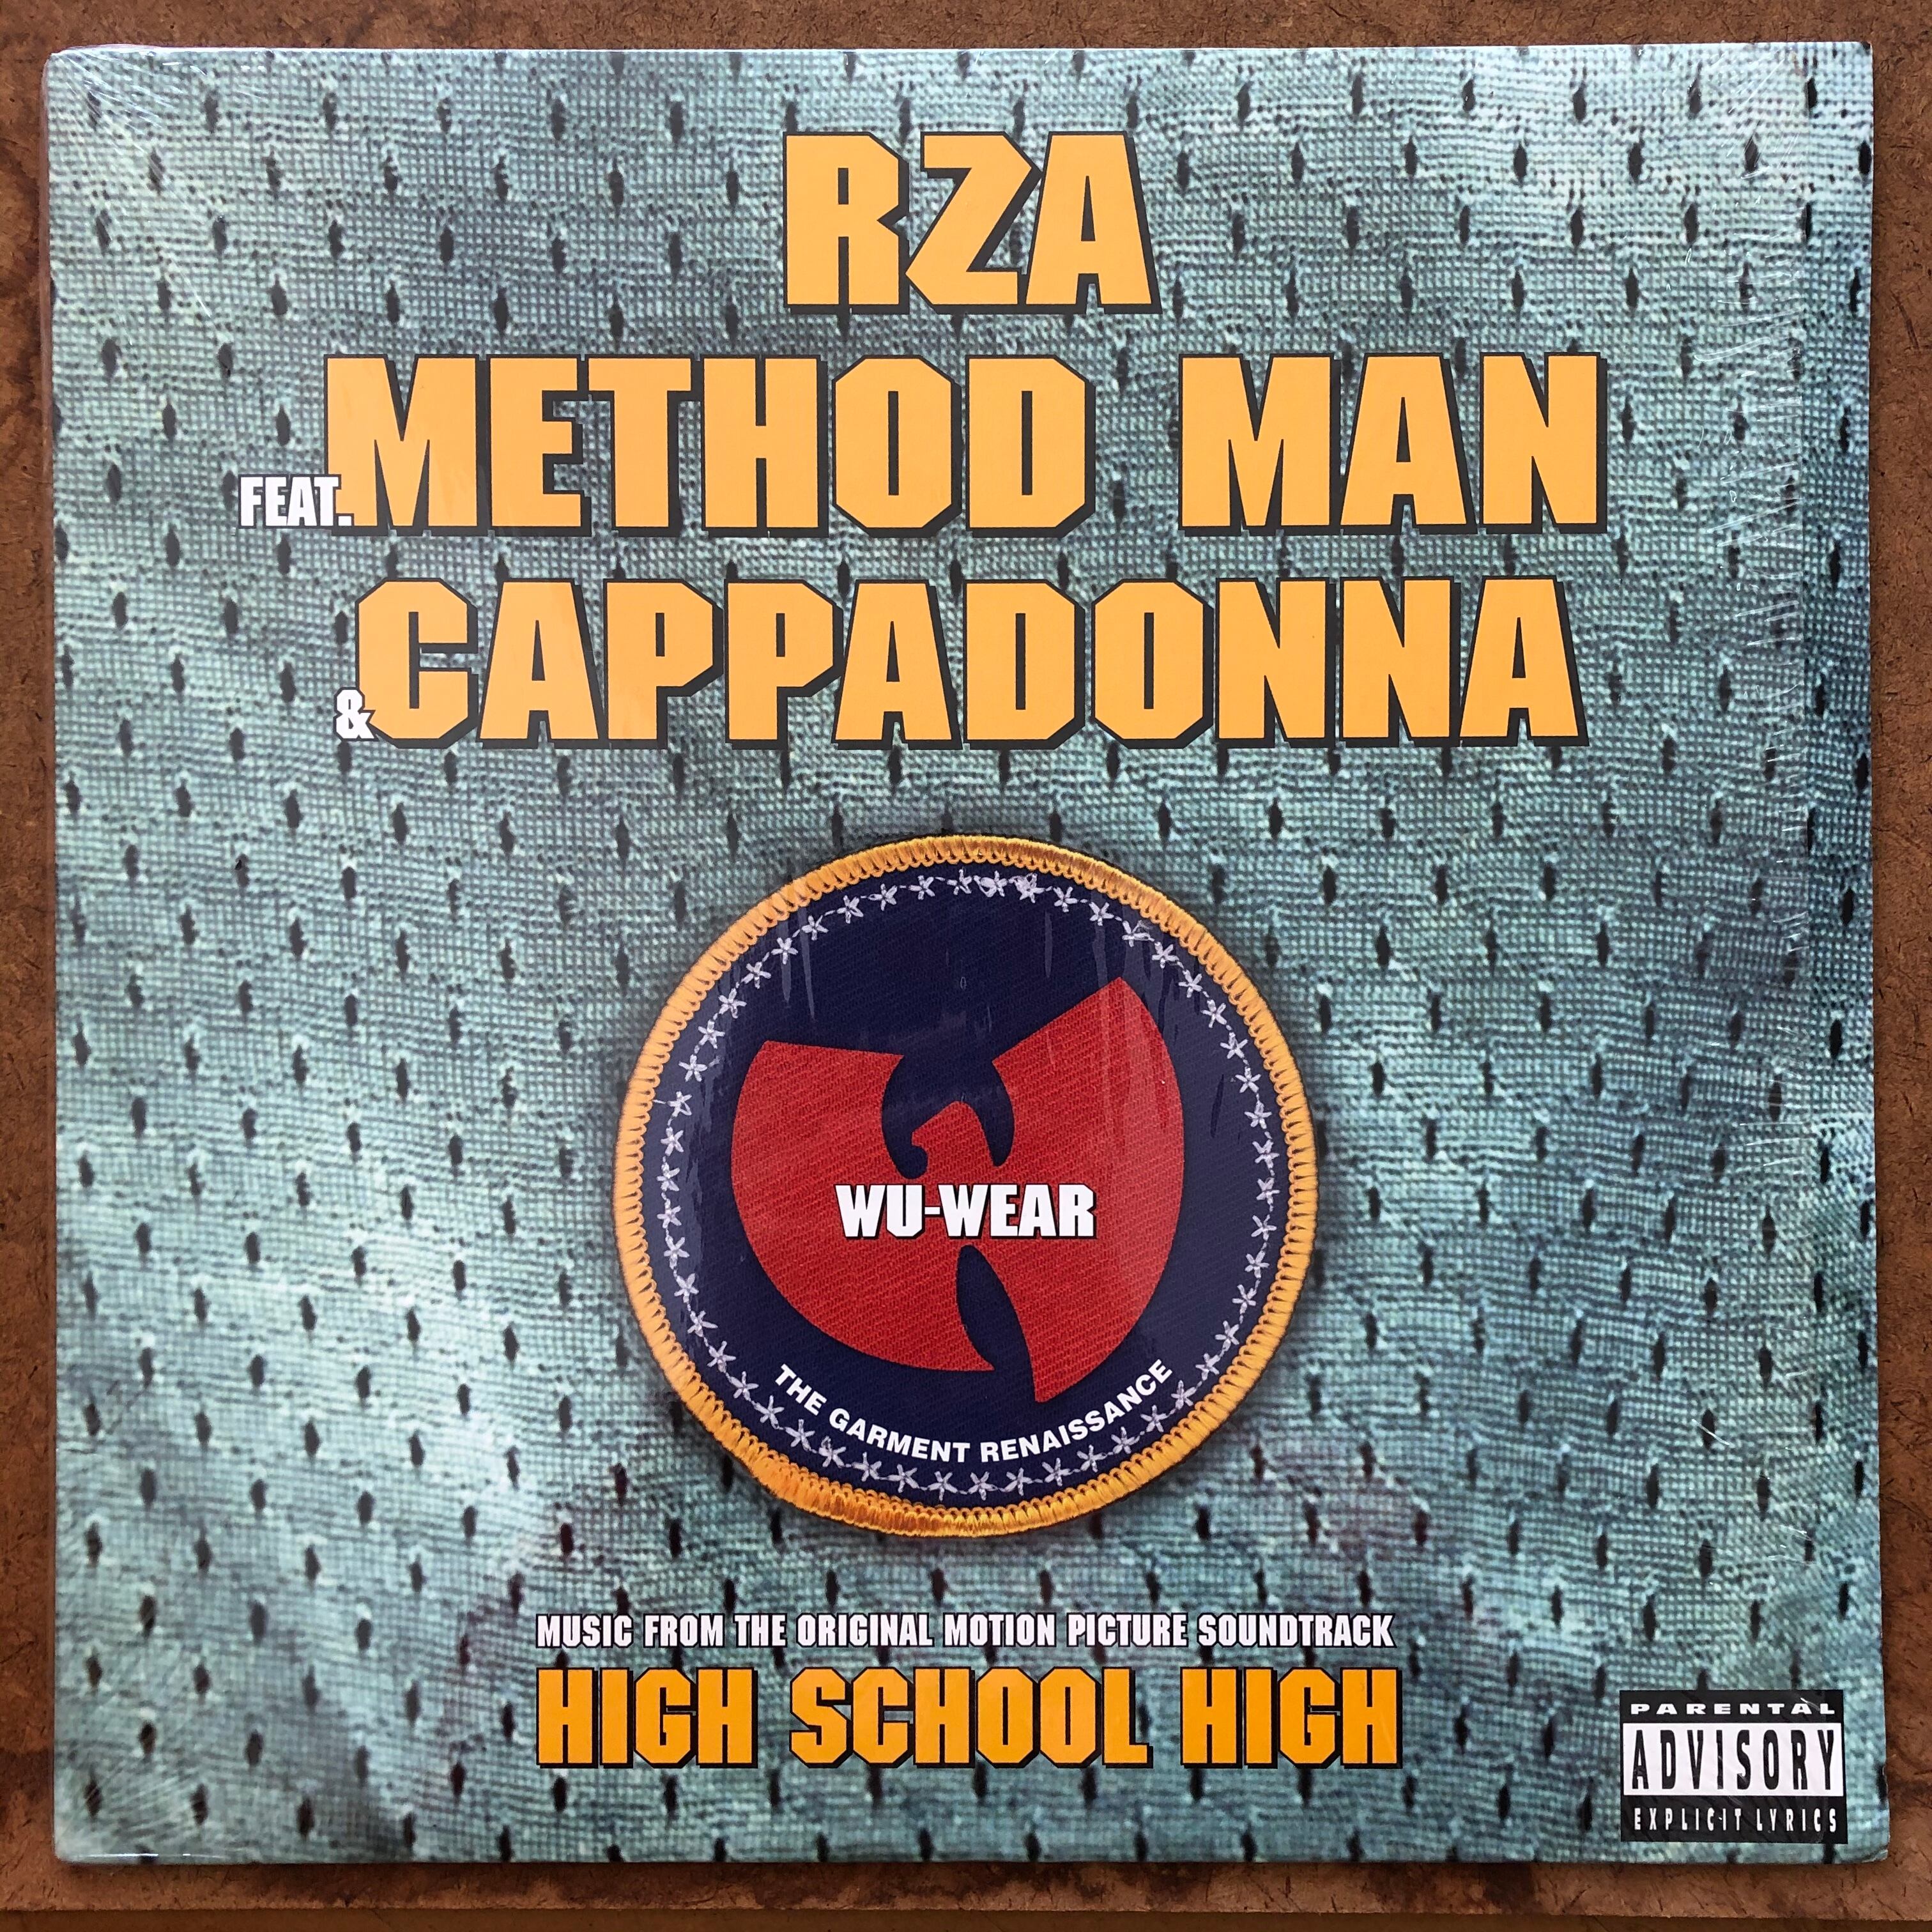 RZA
FEAT. METHOD MAN
& CAPPADONNA
WU-WEAR
THE GARMENT RENAISSANCE
MUSIC FROM THE ORIGINAL MOTION PICTURE SOUNDTRACK
HIGH SCHOOL HIGH
PARENTAL
ADVISORY
EXPLICIT LYRICS